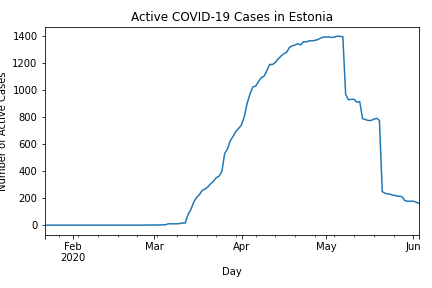 Active COVID-19 Cases in Estonia
Number of Active Cases
1400
1200
1000
800
600
400
200
0
Feb
2020
Mar
Apr
May
Jun
Day